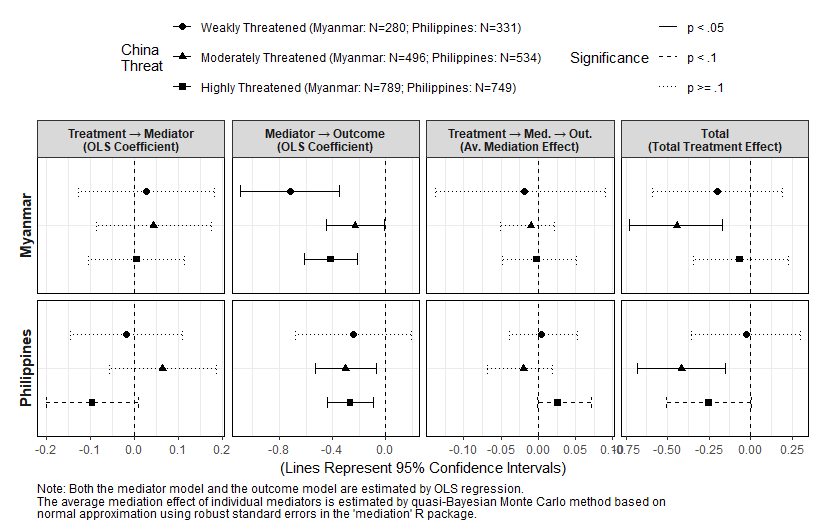 Weakly Threatened (Myanmar: N=280; Philippines: N=331)
p < .05
China
Threat
Moderately Threatened (Myanmar: N=496; Philippines: N=534)
Significance
p < .1
Highly Threatened (Myanmar: N=789; Philippines: N=749)
p >= .1
Treatment → Mediator
(OLS Coefficient)
Mediator → Outcome
(OLS Coefficient)
Treatment → Med. → Out.
(Av. Mediation Effect)
Total
(Total Treatment Effect)
Myanmar
Philippines
-0.2 -0.1 0.0 0.1 0.2
-0.8 -0.4 0.0
-0.10 -0.05 0.00 0.05 0.10
-0.75 -0.50 -0.25 0.00 0.25
(Lines Represent 95% Confidence Intervals)
Note: Both the mediator model and the outcome model are estimated by OLS regression.
The average mediation effect of individual mediators is estimated by quasi-Bayesian Monte Carlo method based on
normal approximation using robust standard errors in the 'mediation' R package.